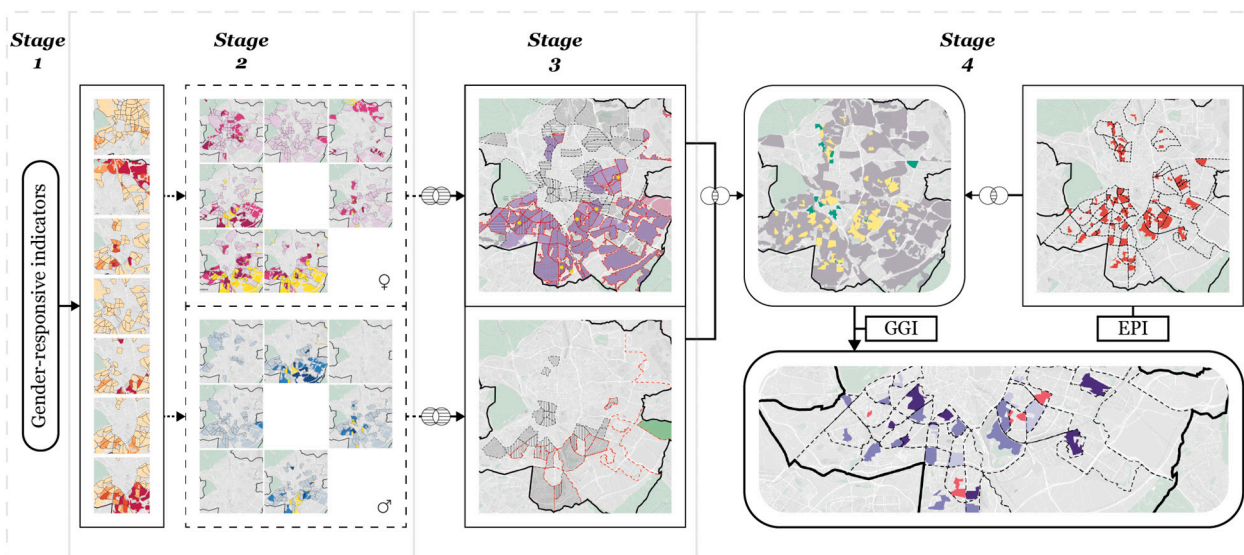 Stage
1
Stage
2
Stage
3
Stage
4
Gender-responsive indicators
♀
♂
GGI
EPI